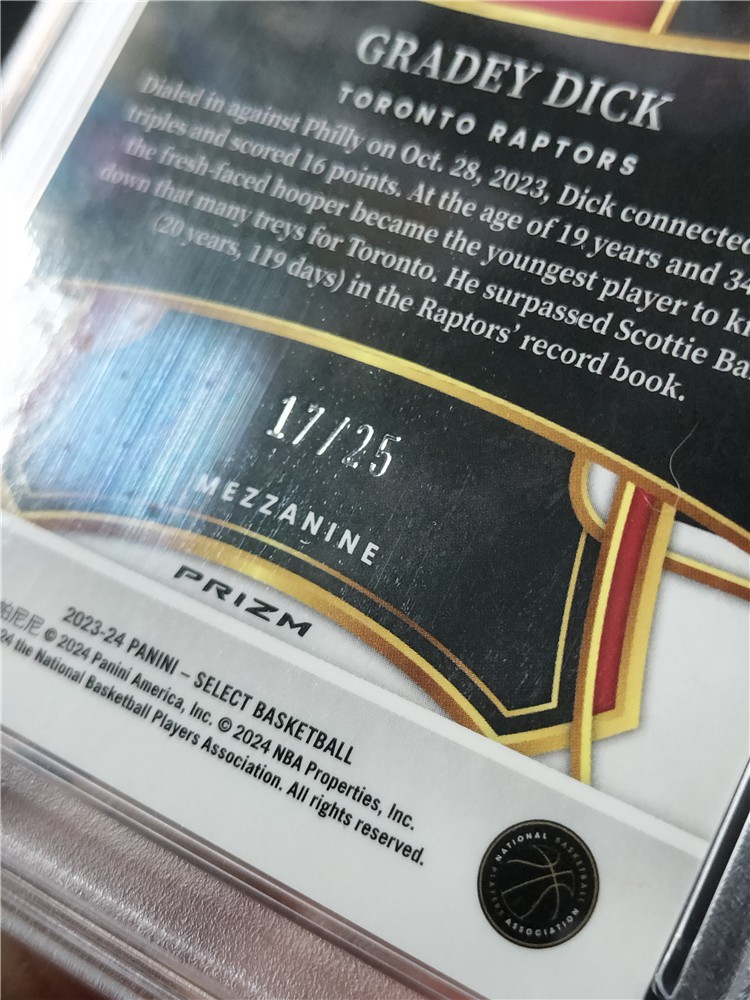 GRADEY DICK
TORONTO RAPTORS
Dialed in against Philly on Oct. 28, 2023, Dick connected
triples and scored 16 points. At the age of 19 years and 34
the fresh-faced hooper became the youngest player to
down that many treys for Toronto. He surpassed Scottie
(20 years, 119 days) in the Raptors' record book.
17/25
MEZZANINE
PRIZM
2023-24 PANINI – SELECT BASKETBALL
帕尼尼 © 2024 Panini America, Inc. © 2024 NBA Properties, Inc.
24 the National Basketball Players Association. All rights reserved.
NATIONAL BASKETBALL PLAYERS ASSOCIATION